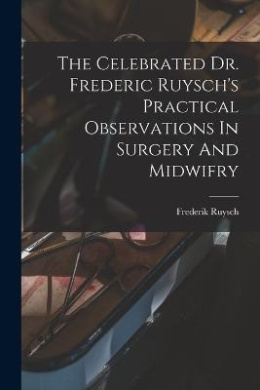 The Celebrated Dr.
Frederic Ruysch's
Practical
Observations In
Surgery And
Midwifry
Frederik Ruysch